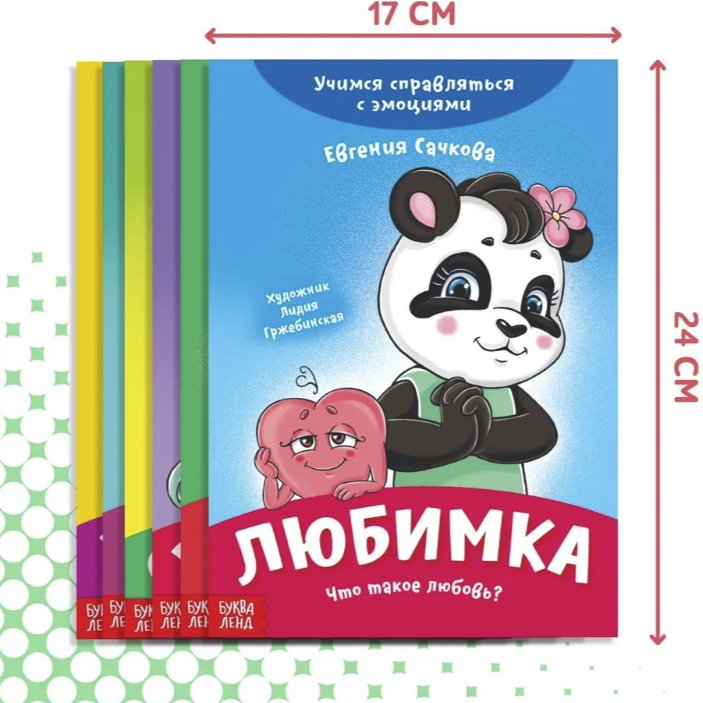 17 СМ
Учимся справляться
с эмоциями
Евгения Сачкова
Художник
Лидия
Гржебинская
24 СМ
ЛЮБИМКА
Что такое любовь?
БУКВА
ЛЕНД